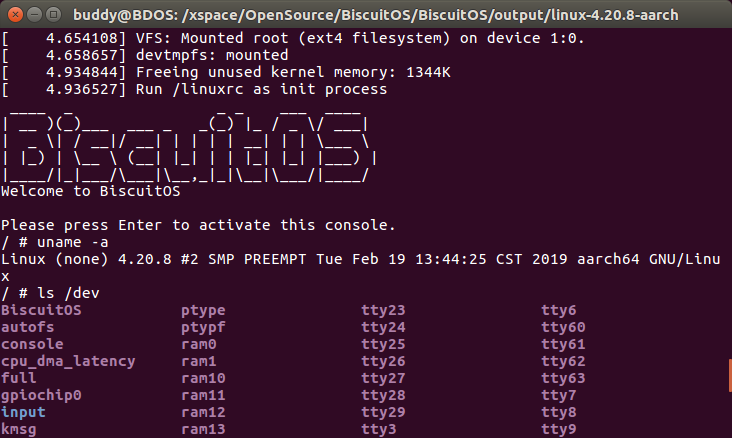 buddy@BDOS: /xspace/OpenSource/BiscuitOS/BiscuitOS/output/linux-4.20.8-aarch
[    4.654108] VFS: Mounted root (ext4 filesystem) on device 1:0.
[    4.658657] devtmpfs: mounted
[    4.934844] Freeing unused kernel memory: 1344K
[    4.936527] Run /linuxrc as init process
BiscuitOS
Welcome to BiscuitOS
Please press Enter to activate this console.
/ # uname -a
Linux (none) 4.20.8 #2 SMP PREEMPT Tue Feb 19 13:44:25 CST 2019 aarch64 GNU/Linu
x
/ # ls /dev
BiscuitOS          ptype              tty23              tty6
autofs             ptypf              tty24              tty60
console            ram0               tty25              tty61
cpu_dma_latency    ram1               tty26              tty62
full               ram10              tty27              tty63
gpiochip0          ram11              tty28              tty7
input              ram12              tty29              tty8
kmsg               ram13              tty3               tty9